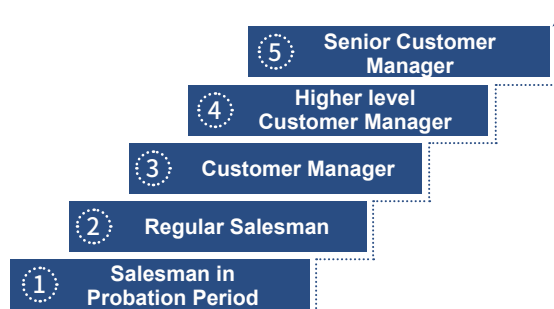 5
Senior Customer
Manager
4
Higher level
Customer Manager
3
Customer Manager
2
Regular Salesman
1
Salesman in
Probation Period